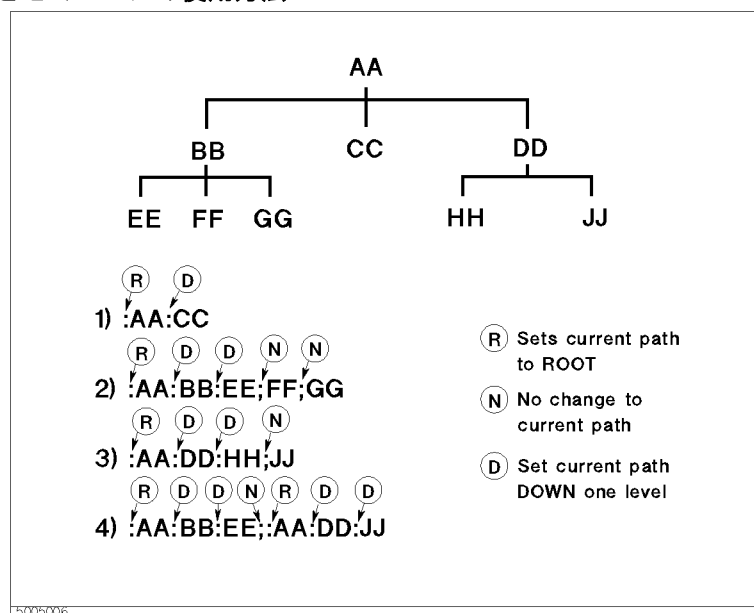 AA
BB CC DD
EE FF GG HH JJ
R D
1) :AA:CC
R D D N N
2) :AA:BB:EE;FF;GG
R D D N
3) :AA:DD:HH;JJ
R D D N R D D
4) :AA:BB:EE;:AA:DD:JJ
R Sets current path
to ROOT
N No change to
current path
D Set current path
DOWN one level
5005006